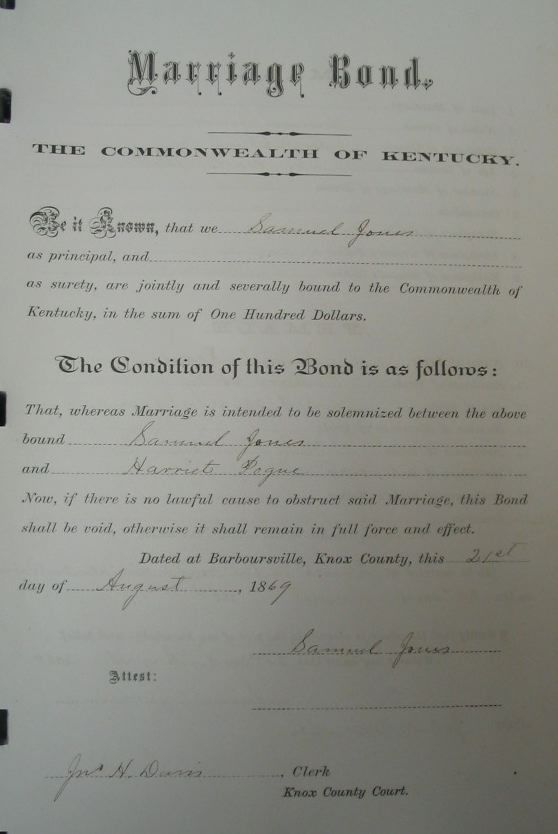 Marriage Bond.
THE COMMONWEALTH OF KENTUCKY.
Be it Known, that we Samuel Jones
as principal, and
as surety, are jointly and severally bound to the Commonwealth of
Kentucky, in the sum of One Hundred Dollars.
The Condition of this Bond is as follows:
That, whereas Marriage is intended to be solemnized between the above
bound Samuel Jones
and Harriet Pogue
Now, if there is no lawful cause to obstruct said Marriage, this Bond
shall be void, otherwise it shall remain in full force and effect.
Dated at Barboursville, Knox County, this 21st
day of August, 1869
Samuel Jones
Attest:
Jno H. Davis, Clerk
Knox County Court.